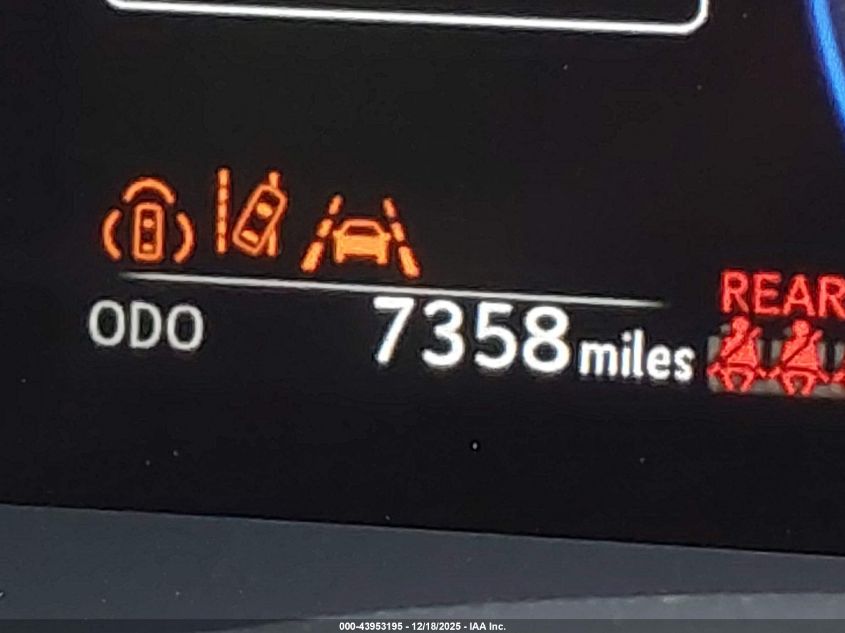 REAR
ODO 7358 miles
000-43953195 - 12/18/2025 - IAA Inc.